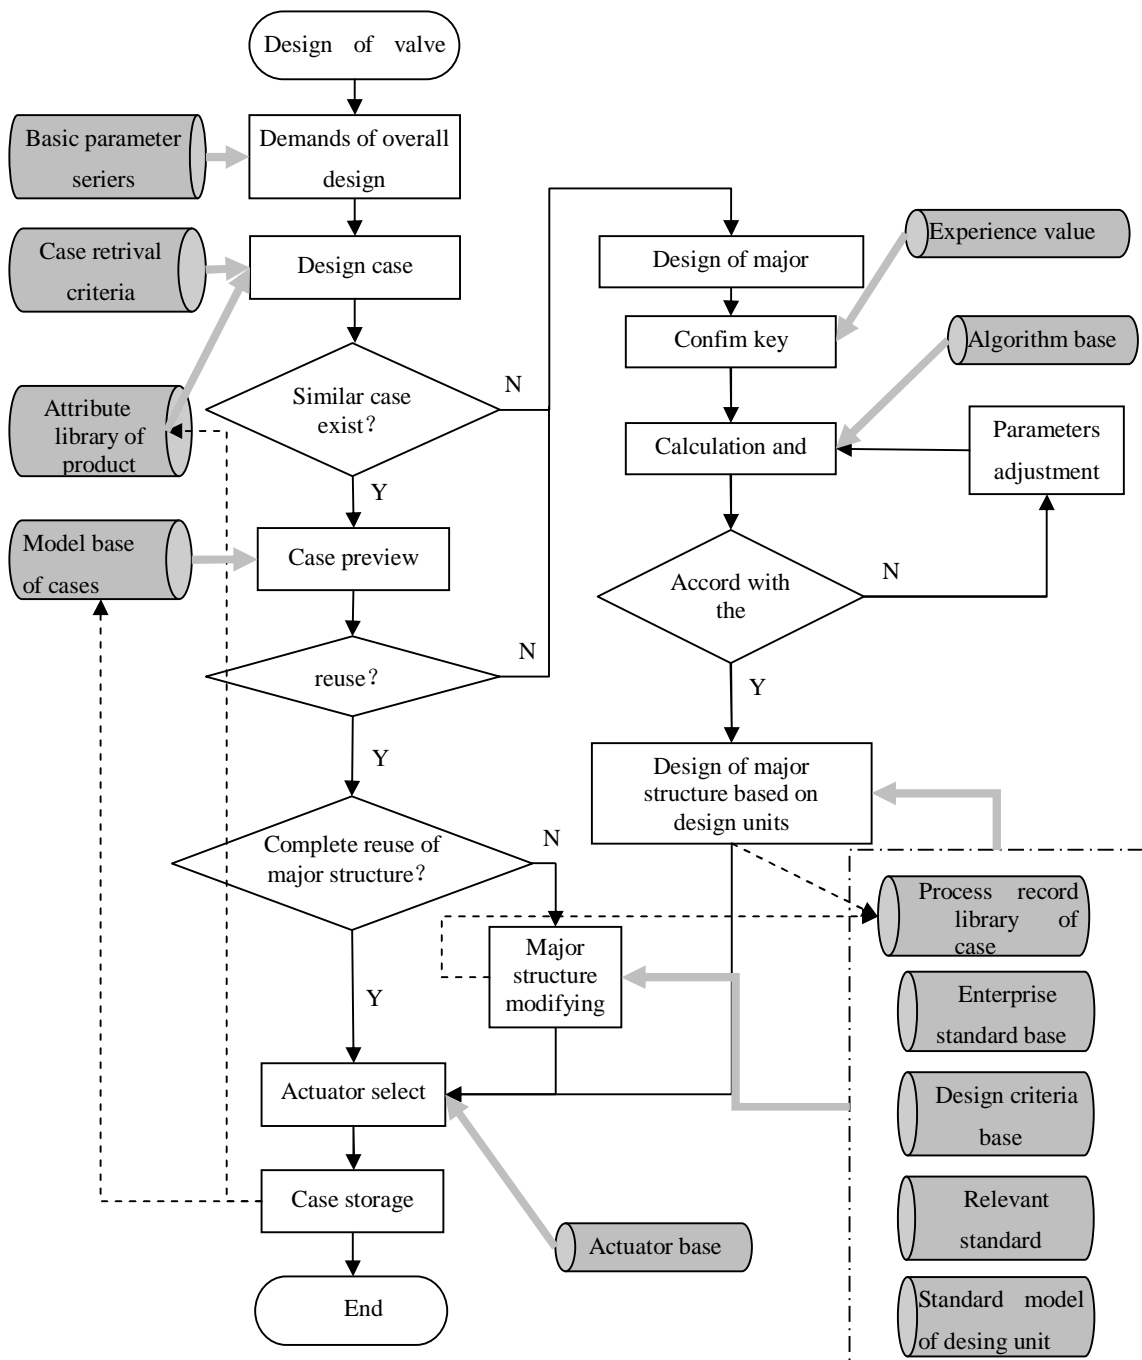 Design of valve
Basic parameter
seriers
Demands of overall
design
Case retrival
criteria
Design case
Attribute
library of
product
Similar case
exist？
N
Y
Model base
of cases
Case preview
reuse？
N
Y
Complete reuse of
major structure？
N
Y
Major
structure
modifying
Actuator select
Case storage
End
Actuator base
Design of major
Experience value
Confim key
Algorithm base
Calculation and
Parameters
adjustment
Accord with
the
N
Y
Design of major
structure based on
design units
Process record
library of
case
Enterprise
standard base
Design criteria
base
Relevant
standard
Standard model
of desing unit